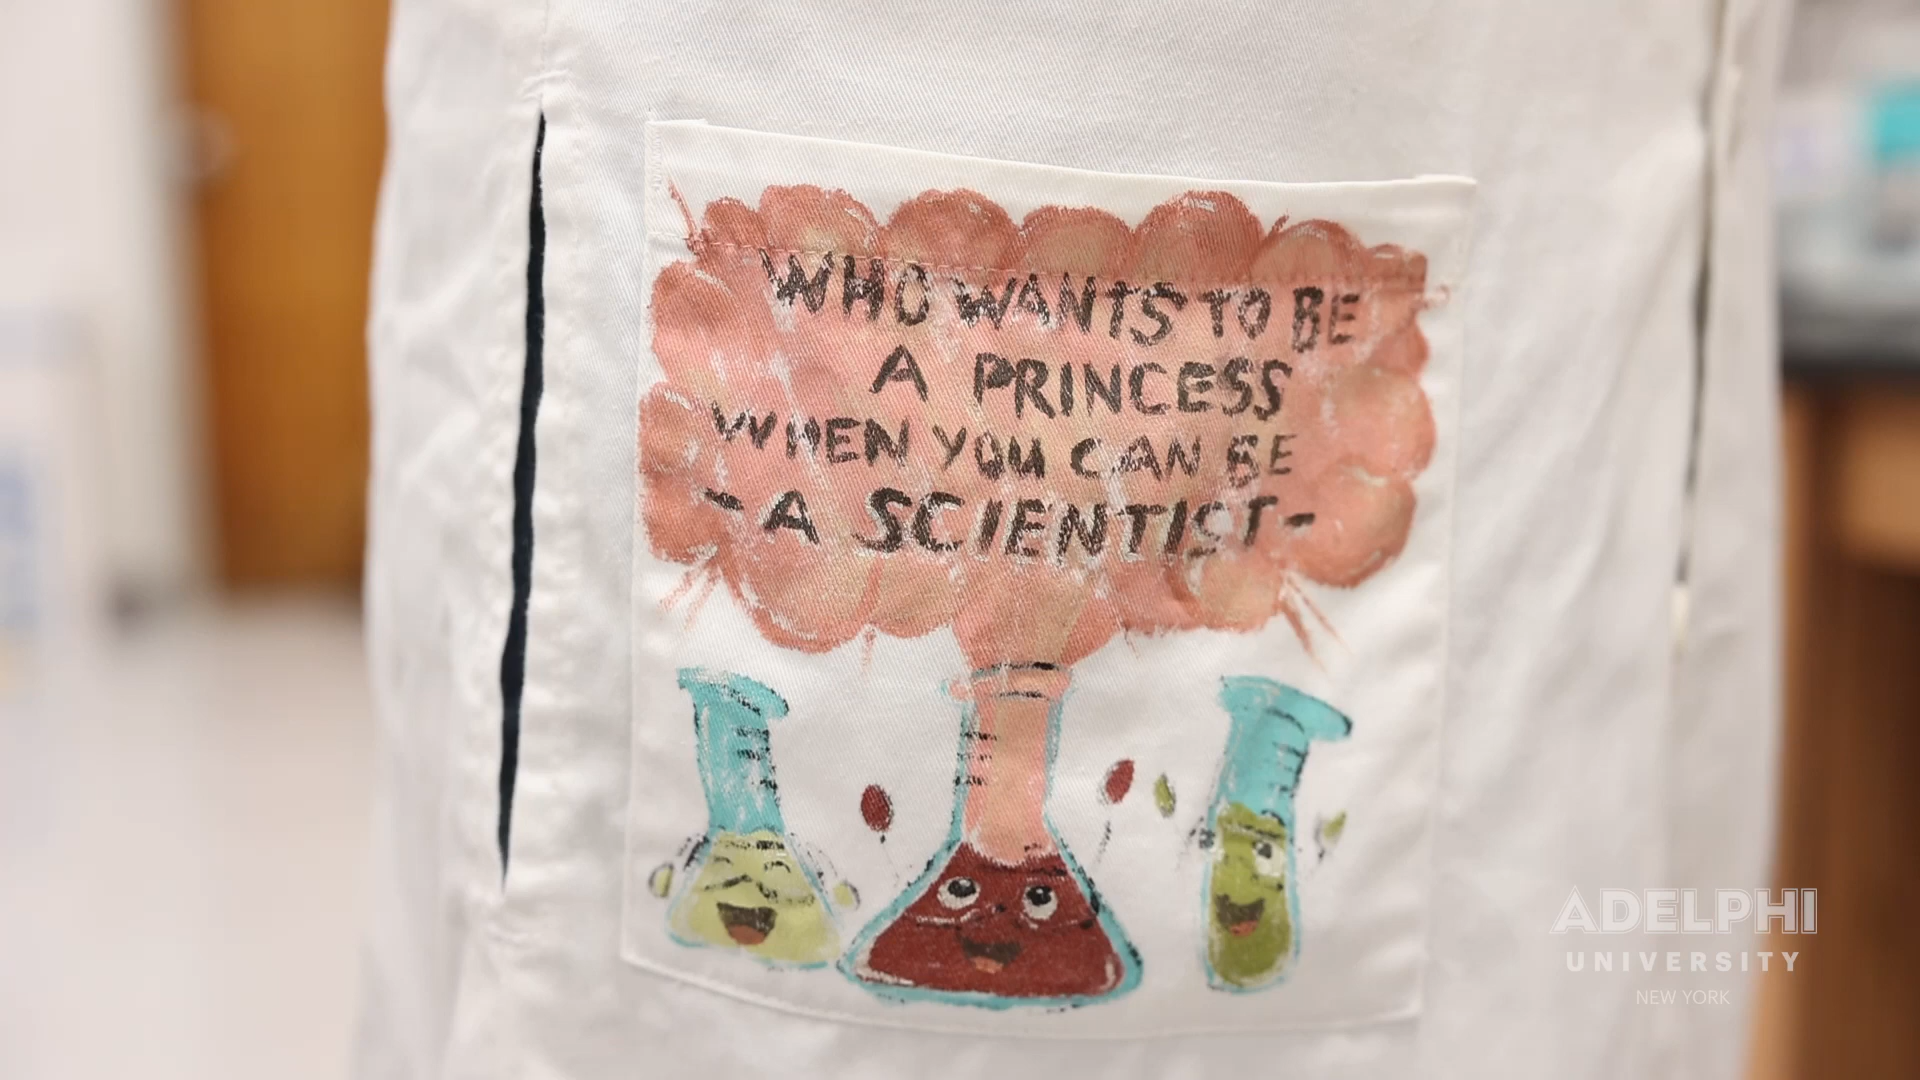 WHO WANTS TO BE
A PRINCESS
WHEN YOU CAN BE
- A SCIENTIST -
ADELPHI
UNIVERSITY
NEW YORK